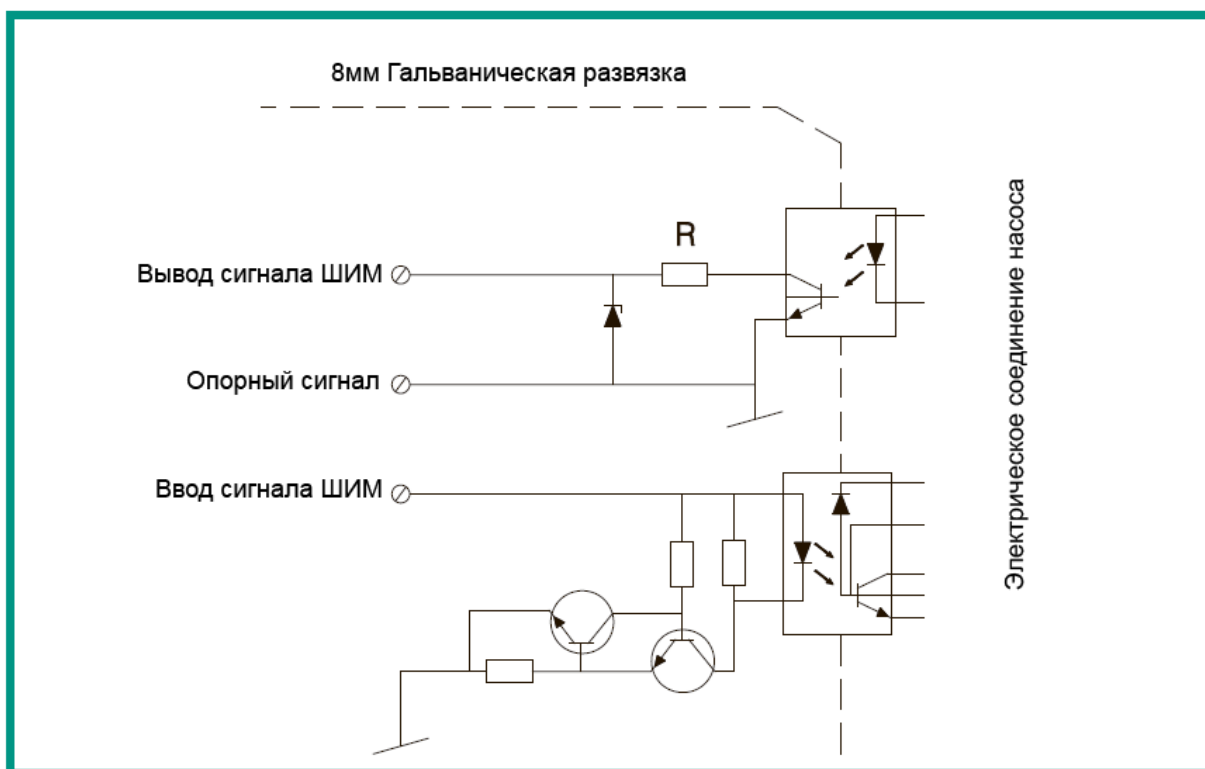 8мм Гальваническая развязка
R
Вывод сигнала ШИМ
Опорный сигнал
Ввод сигнала ШИМ
Электрическое соединение насоса